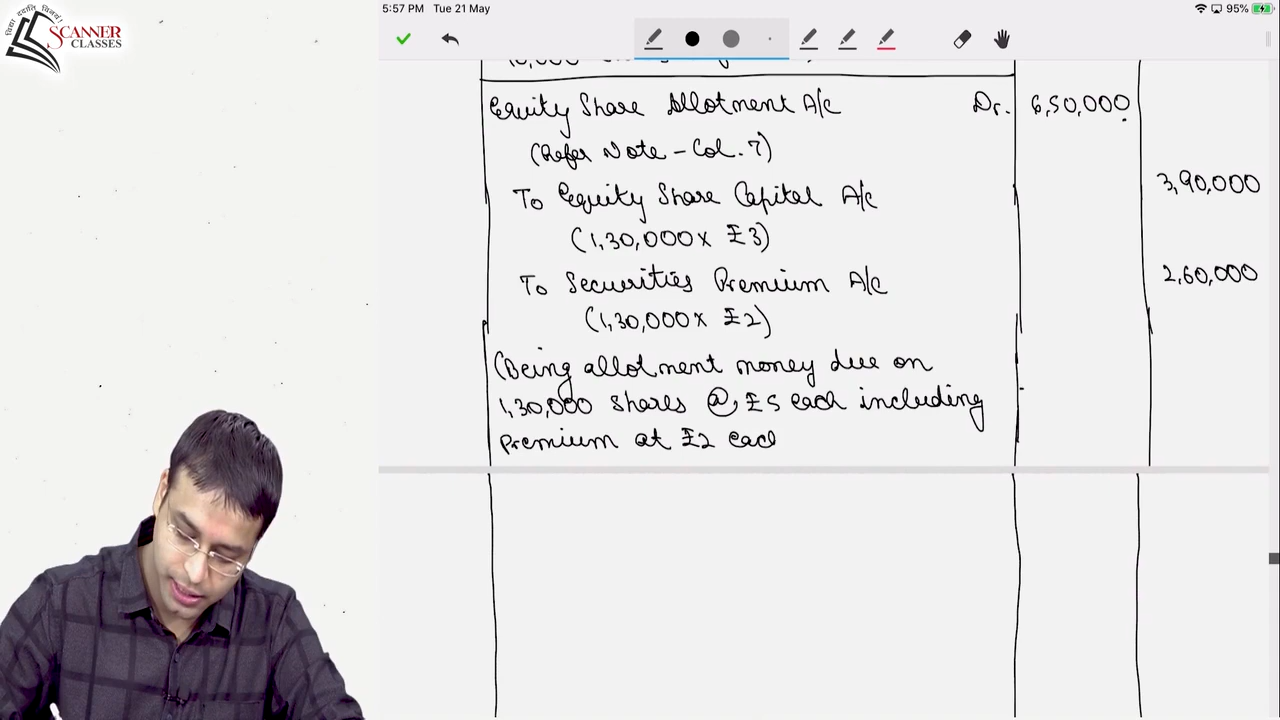 5:57 PM Tue 21 May
95%
विद्या ददाति विनयं
SCANNER
CLASSES
Equity Share Allotment A/c Dr. 6,50,000
(Refer Note - Col. 7)
To Equity Share Capital A/c 3,90,000
(1,30,000 x ₹3)
To Securities Premium A/c 2,60,000
(1,30,000 x ₹2)
(Being allotment money due on
1,30,000 shares @ ₹5 each including
premium at ₹2 each